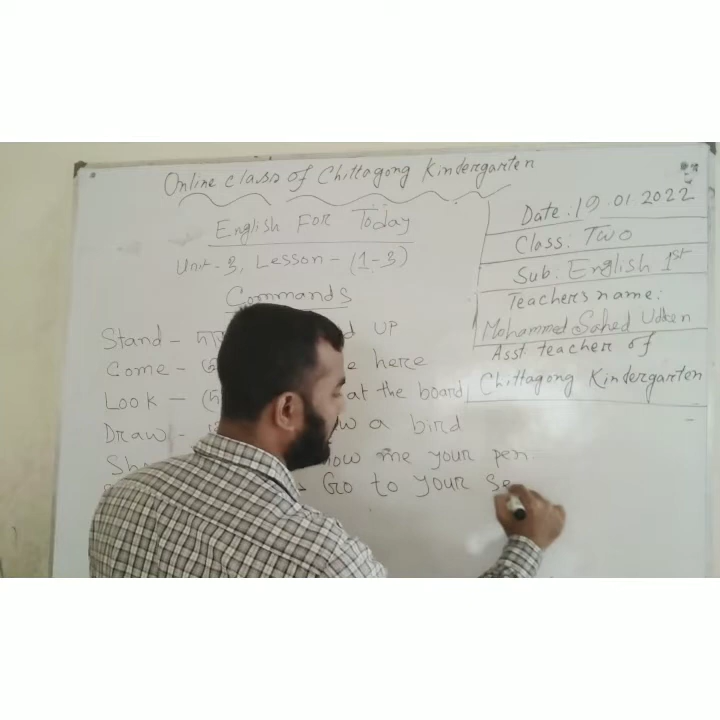 Online class of Chittagong Kindergarten
English For Today
Unit-3, Lesson-(1-3)
Commands
Stand - UP
Come - here
Look - at the board
Draw - a bird
me your pen.
Go to your se
Date: 19.01.2022
Class: Two
Sub: English 1st
Teachers name:
Mohammed Sahed Udten
Asst. teacher of
Chittagong Kindergarten